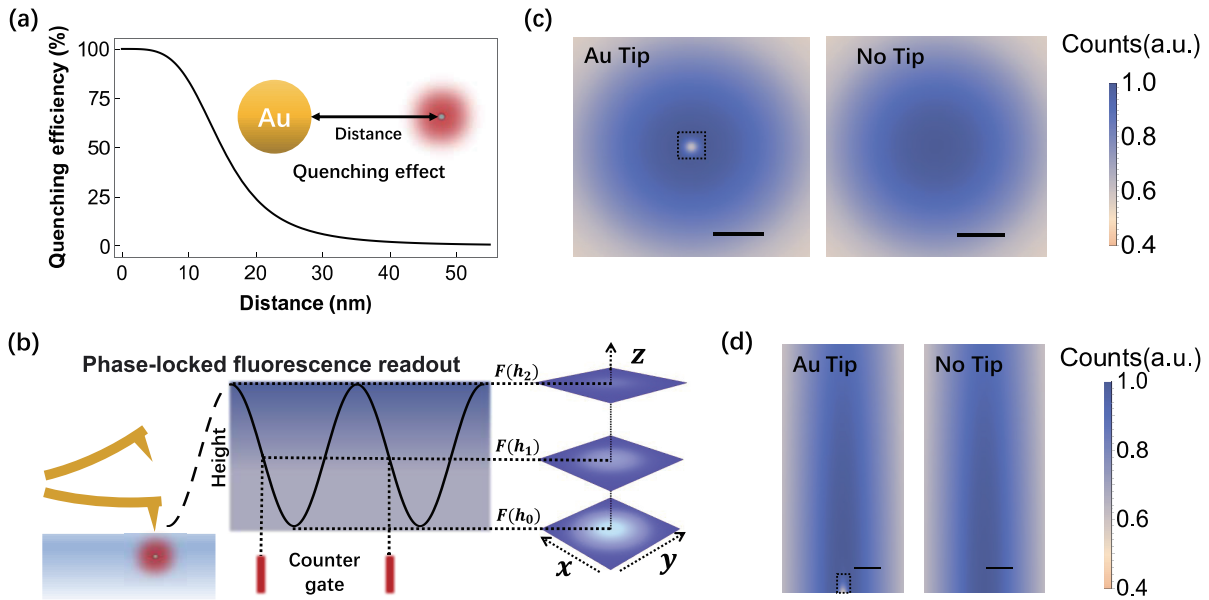 (a)
Quenching efficiency (%)
100
75
50
25
0
Au
Distance
Quenching effect
0 10 20 30 40 50
Distance (nm)
(b)
Phase-locked fluorescence readout
Height
Counter
gate
F(h₂)
F(h₁)
F(h₀)
z
x
y
(c)
Au Tip
No Tip
Counts(a.u.)
1.0
0.8
0.6
0.4
(d)
Au Tip
No Tip
Counts(a.u.)
1.0
0.8
0.6
0.4